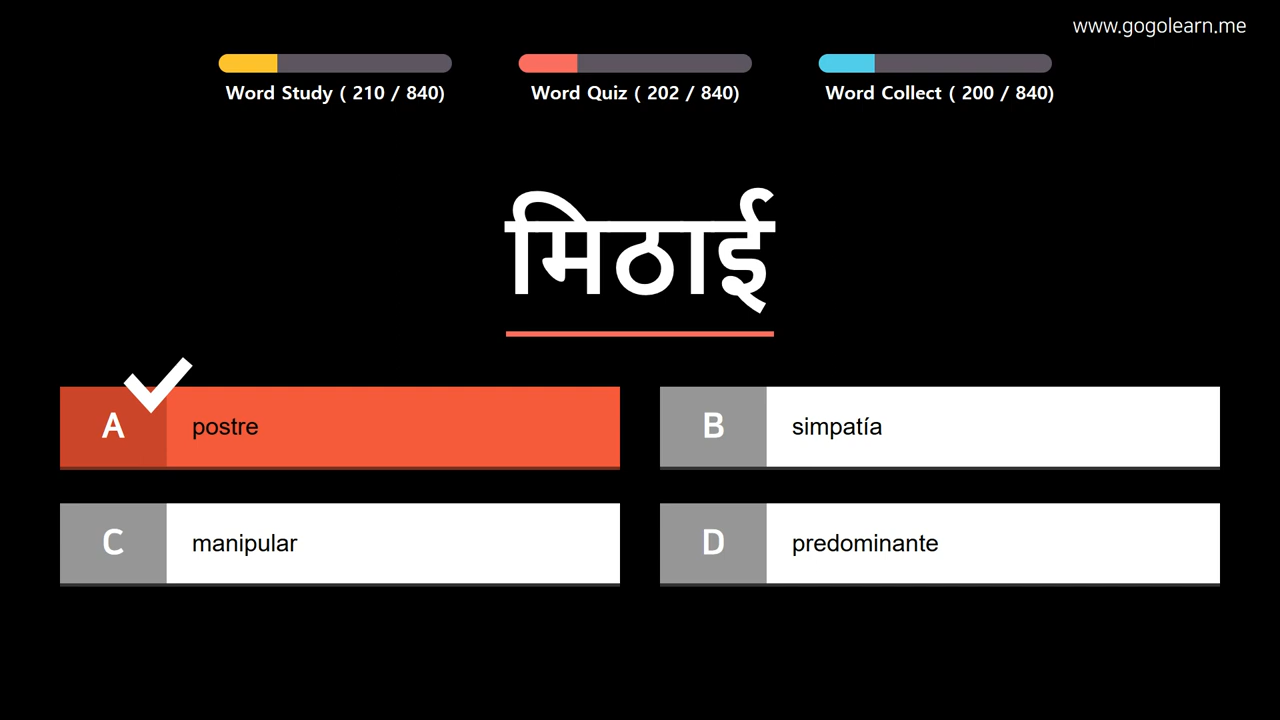 www.gogolearn.me
Word Study ( 210 / 840)
Word Quiz ( 202 / 840)
Word Collect ( 200 / 840)
मिठाई
A postre
B simpatía
C manipular
D predominante